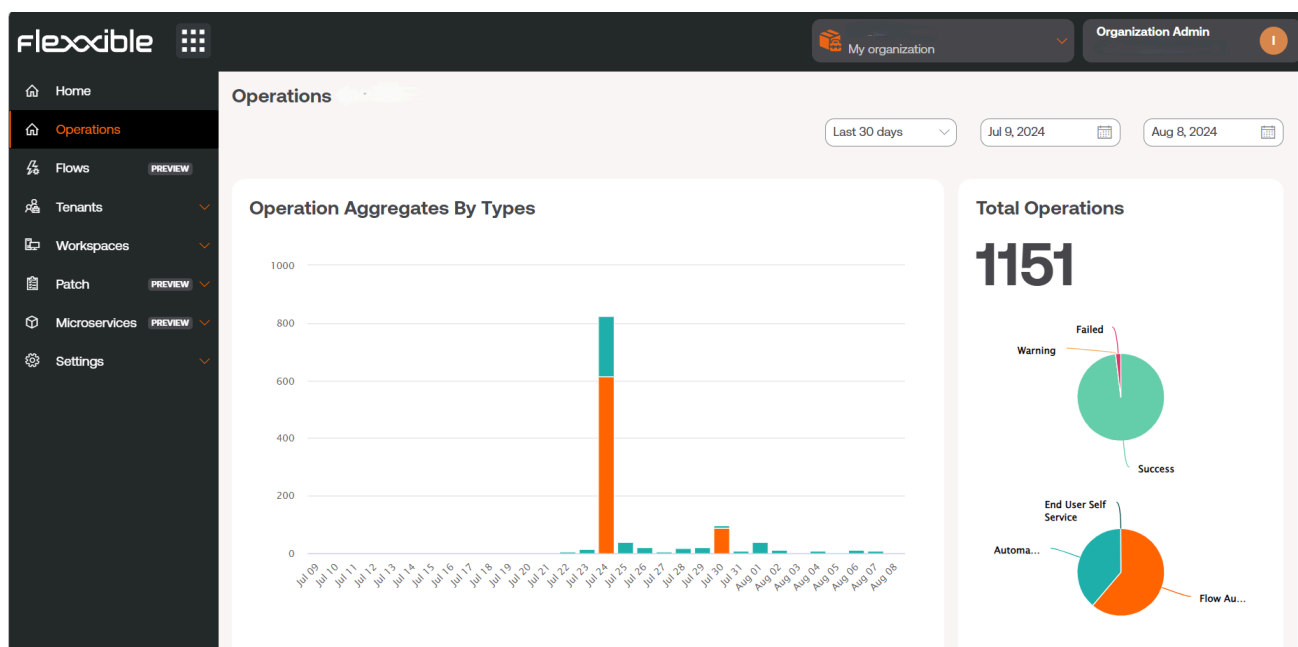 flexxible
My organization
Organization Admin
I
Home
Operations
Flows PREVIEW
Tenants
Workspaces
Patch PREVIEW
Microservices PREVIEW
Settings
Operations
Last 30 days
Jul 9, 2024
Aug 8, 2024
Operation Aggregates By Types
1000
800
600
400
200
0
Jul 09
Jul 10
Jul 11
Jul 12
Jul 13
Jul 14
Jul 15
Jul 16
Jul 17
Jul 18
Jul 19
Jul 20
Jul 21
Jul 22
Jul 23
Jul 24
Jul 25
Jul 26
Jul 27
Jul 28
Jul 29
Jul 30
Jul 31
Aug 01
Aug 02
Aug 03
Aug 04
Aug 05
Aug 06
Aug 07
Aug 08
Total Operations
1151
Failed
Warning
Success
End User Self
Service
Automa...
Flow Au...